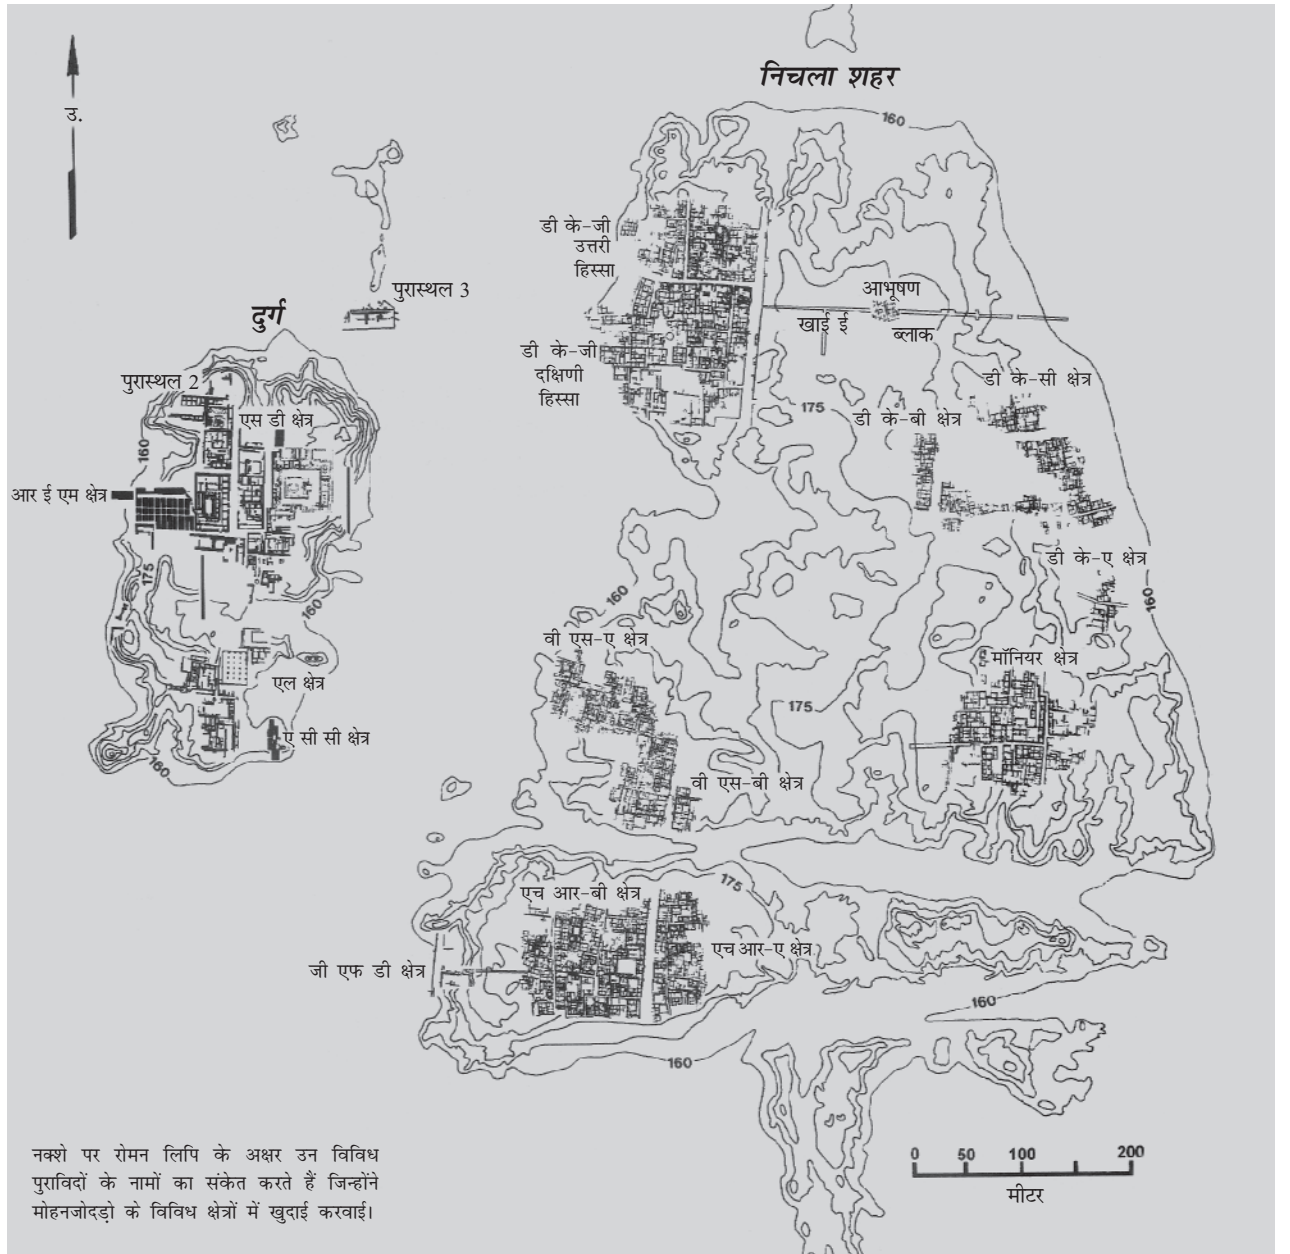 निचला शहर
160
उ.
डी के-जी
उत्तरी
हिस्सा
पुरास्थल 3
आभूषण
दुर्ग
खाई ई
ब्लाक
डी के-जी
दक्षिणी
हिस्सा
डी के-सी क्षेत्र
पुरास्थल 2
175
एस डी क्षेत्र
डी के-बी क्षेत्र
160
आर ई एम क्षेत्र
डी के-ए क्षेत्र
175
160
160
160
वी एस-ए क्षेत्र
मॉनियर क्षेत्र
एल क्षेत्र
175
ए सी सी क्षेत्र
160
वी एस-बी क्षेत्र
175
एच आर-बी क्षेत्र
एच आर-ए क्षेत्र
जी एफ डी क्षेत्र
160
160
नक्शे पर रोमन लिपि के अक्षर उन विविध
पुराविदों के नामों का संकेत करते हैं जिन्होंने
मोहनजोदड़ो के विविध क्षेत्रों में खुदाई करवाई।
0 50 100 200
मीटर